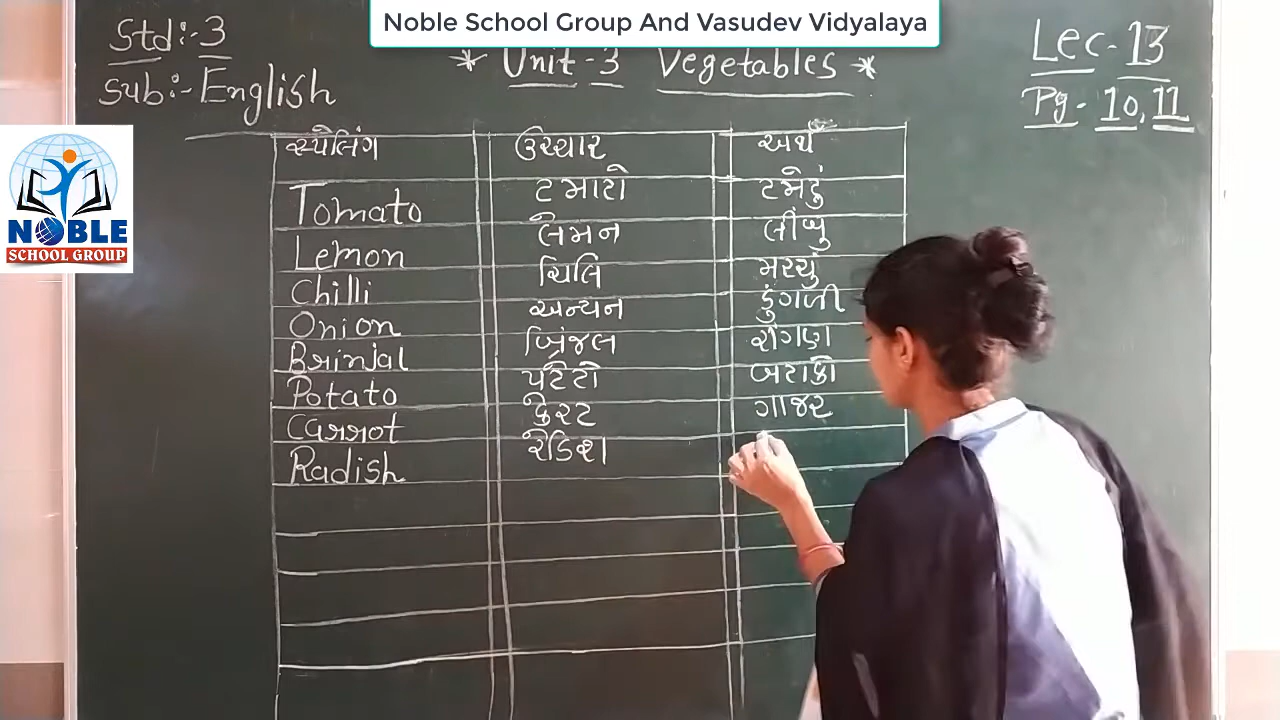 Noble School Group And Vasudev Vidyalaya
Std:- 3
* Unit - 3 Vegetables *
Lec - 13
Sub:- English
Pg - 10, 11
NOBLE
SCHOOL GROUP
સ્પેલિંગ ઉચ્ચાર અર્થ
Tomato ટમાટો ટમેટું
Lemon લેમન લીંબુ
Chilli ચિલિ મરચું
Onion અન્યન ડુંગળી
Brinjal બ્રિંજલ રીંગણ
Potato પટેટો બટાકો
Carrot કેરટ ગાજર
Radish રેડિશ